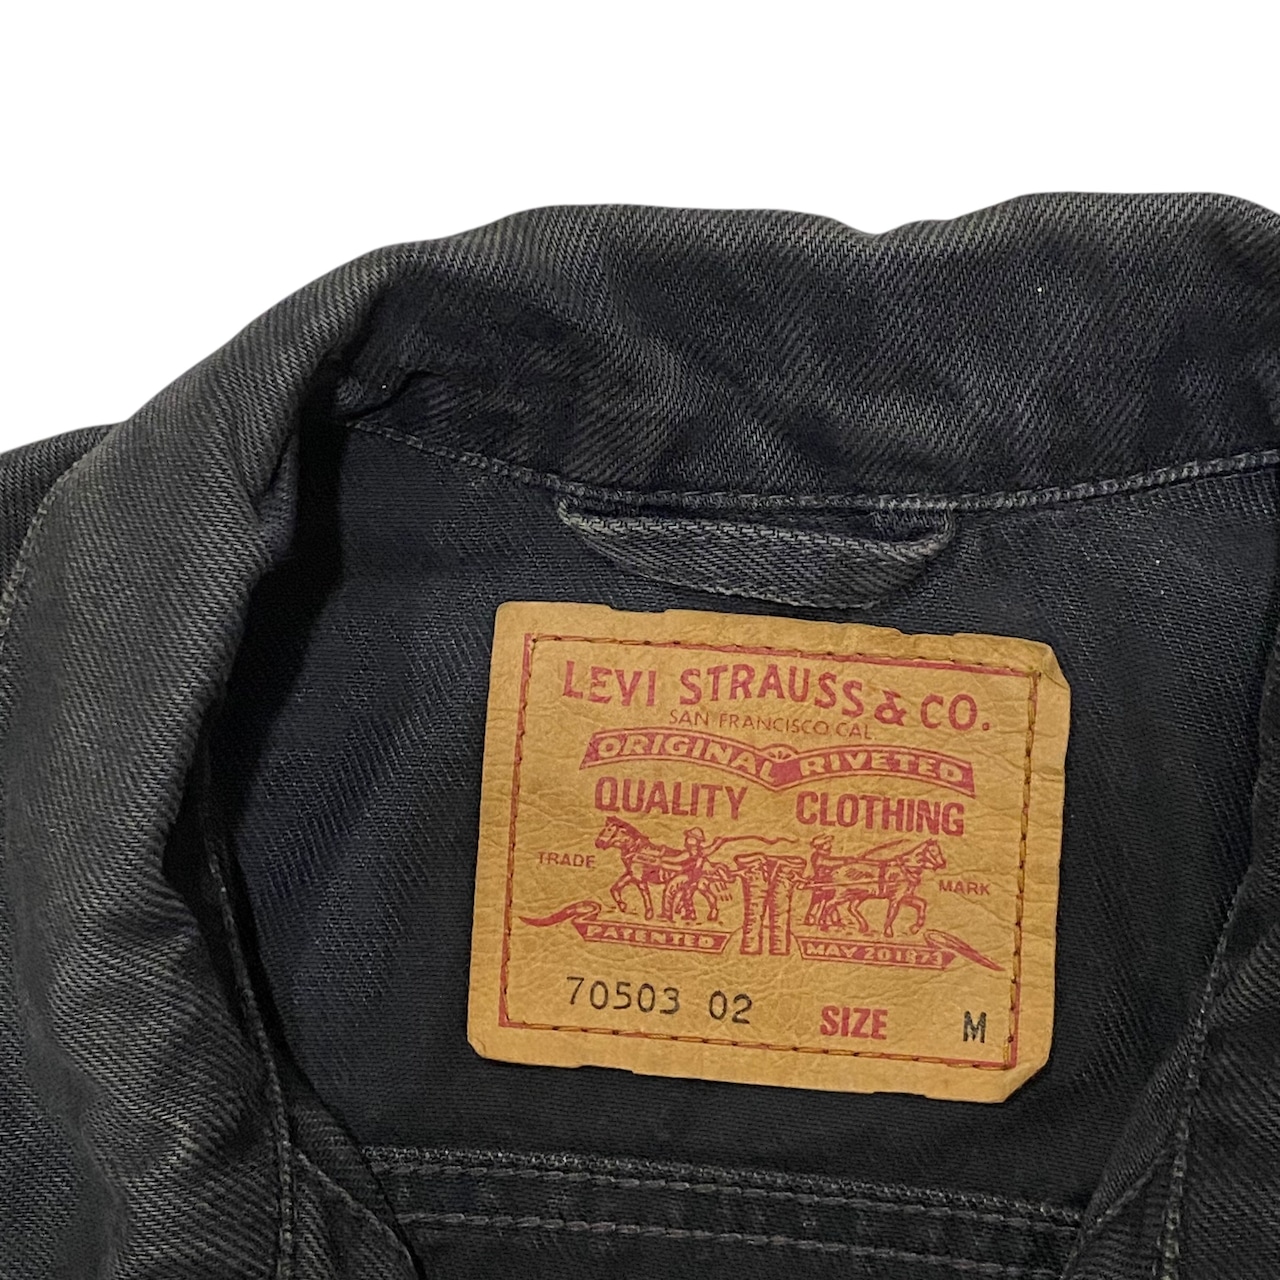 LEVI STRAUSS & CO.
SAN FRANCISCO CAL.
ORIGINAL RIVETED
QUALITY CLOTHING
TRADE MARK
PATENTED MAY 20 1873
70503 02 SIZE M